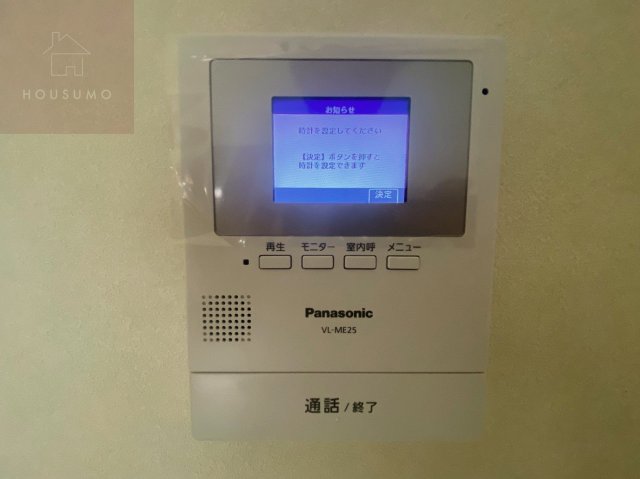 HOUSUMO
お知らせ
時計を設定してください
【決定】ボタンを押すと
時計を設定できます
決定
再生 モニター 室内呼 メニュー
Panasonic
VL-ME25
通話/終了